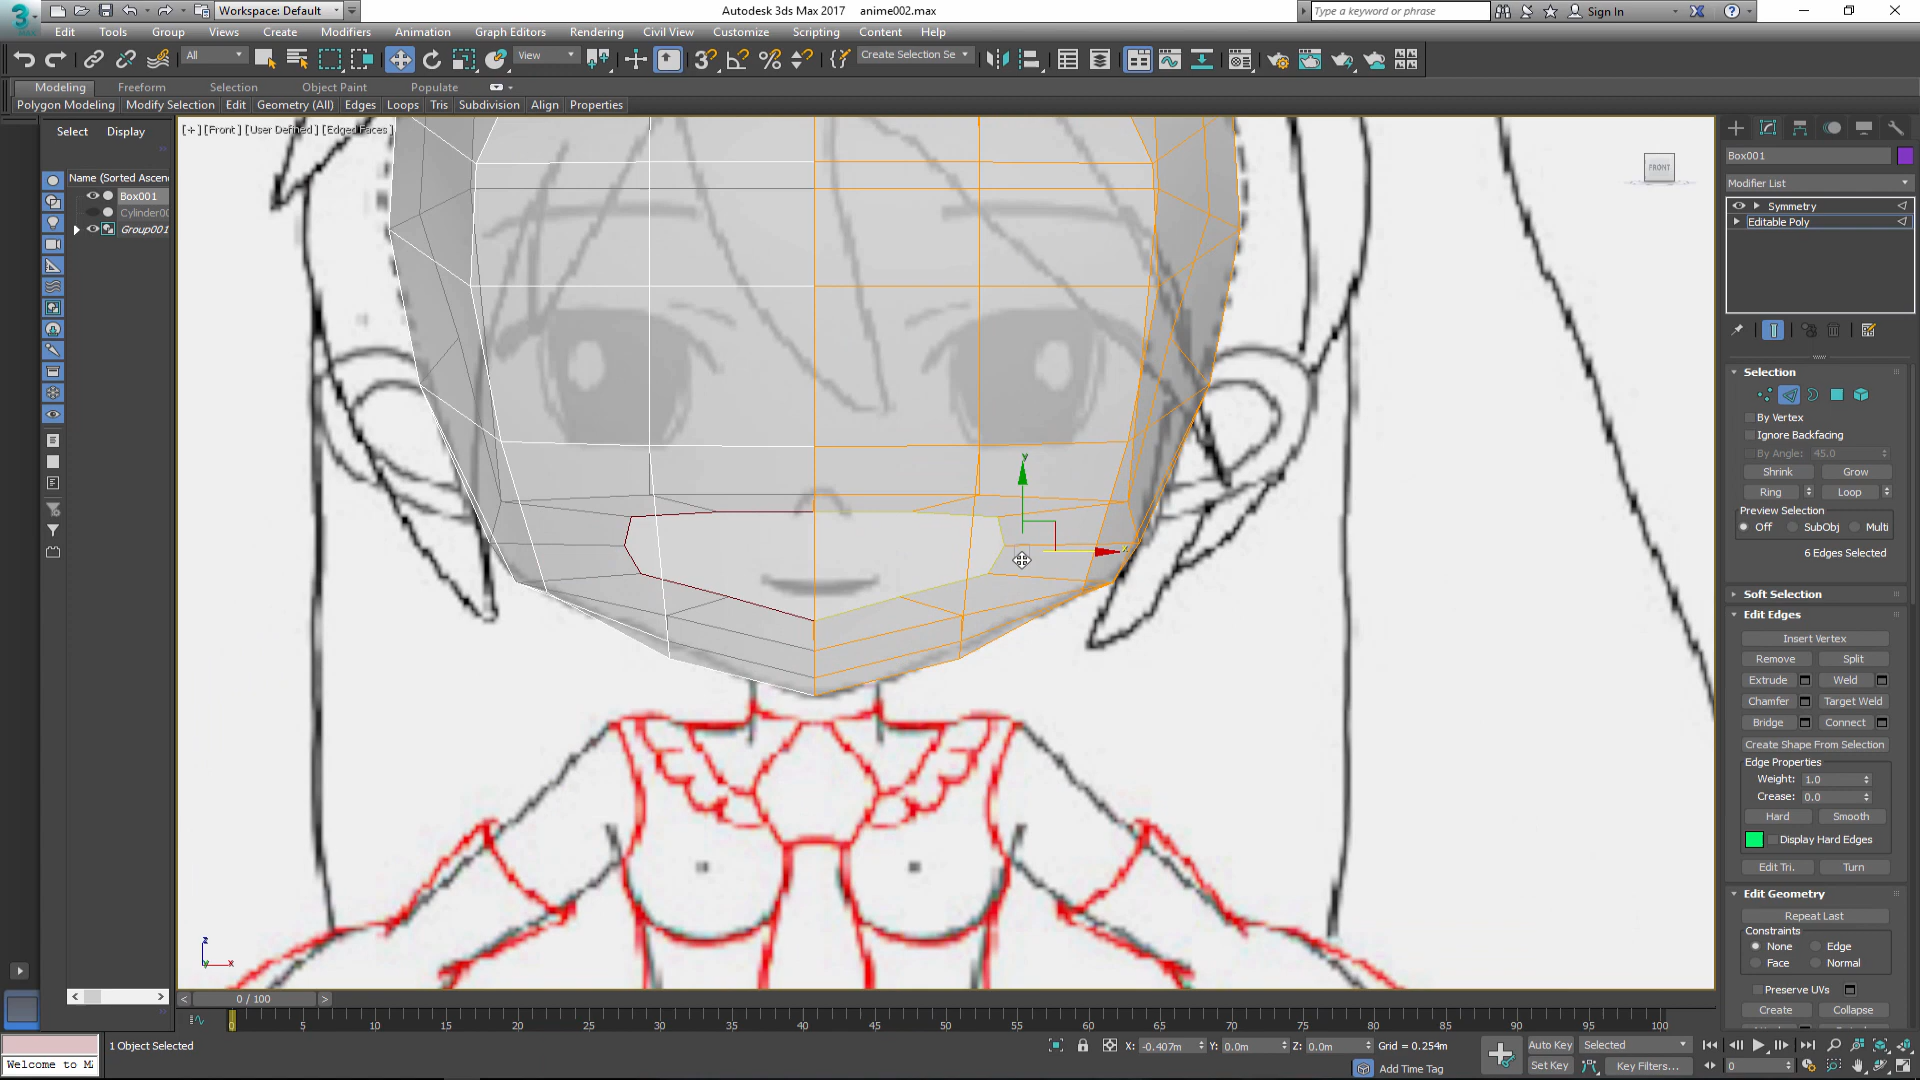 Workspace: Default
Autodesk 3ds Max 2017 anime002.max
Type a keyword or phrase
Sign In
Edit Tools Group Views Create Modifiers Animation Graph Editors Rendering Civil View Customize Scripting Content Help
All
View
Create Selection Se
Modeling Freeform Selection Object Paint Populate
Polygon Modeling Modify Selection Edit Geometry (All) Edges Loops Tris Subdivision Align Properties
Select Display
Name (Sorted Ascen
Box001
Cylinder00
Group001
[+] [Front] [User Defined] [Edged Faces]
FRONT
Box001
Modifier List
Symmetry
Editable Poly
Selection
By Vertex
Ignore Backfacing
By Angle: 45.0
Shrink Grow
Ring Loop
Preview Selection
Off SubObj Multi
6 Edges Selected
Soft Selection
Edit Edges
Insert Vertex
Remove Split
Extrude Weld
Chamfer Target Weld
Bridge Connect
Create Shape From Selection
Edge Properties
Weight: 1.0
Crease: 0.0
Hard Smooth
Display Hard Edges
Edit Tri. Turn
Edit Geometry
Repeat Last
Constraints
None Edge
Face Normal
Preserve UVs
Create Collapse
y
x
z
x
0 / 100
0 5 10 15 20 25 30 35 40 45 50 55 60 65 70 75 80 85 90 95 100
1 Object Selected
X: -0.407m Y: 0.0m Z: 0.0m Grid = 0.254m
Auto Key Selected
Welcome to M
Add Time Tag
Set Key Key Filters...
0